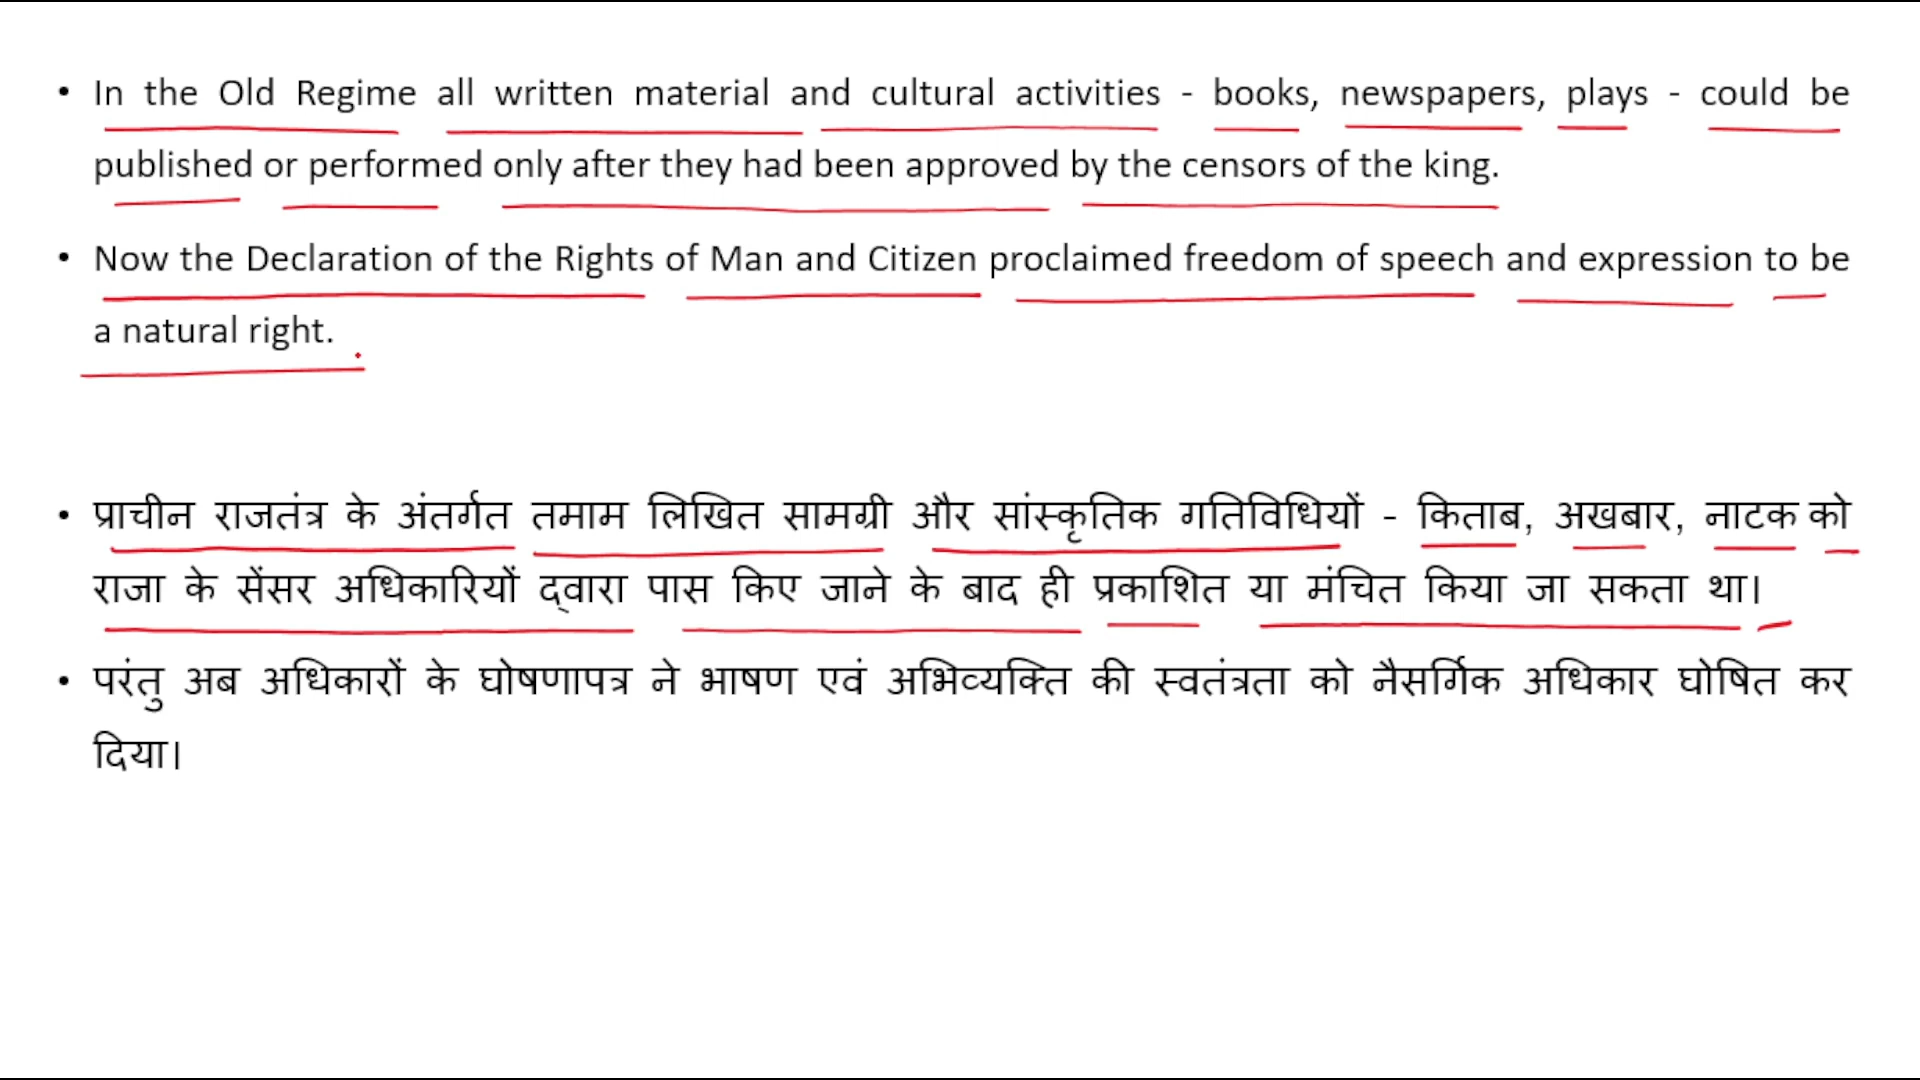 • In the Old Regime all written material and cultural activities - books, newspapers, plays - could be
published or performed only after they had been approved by the censors of the king.
• Now the Declaration of the Rights of Man and Citizen proclaimed freedom of speech and expression to be
a natural right.
• प्राचीन राजतंत्र के अंतर्गत तमाम लिखित सामग्री और सांस्कृतिक गतिविधियों - किताब, अखबार, नाटक को
राजा के सेंसर अधिकारियों द्वारा पास किए जाने के बाद ही प्रकाशित या मंचित किया जा सकता था।
• परंतु अब अधिकारों के घोषणापत्र ने भाषण एवं अभिव्यक्ति की स्वतंत्रता को नैसर्गिक अधिकार घोषित कर
दिया।